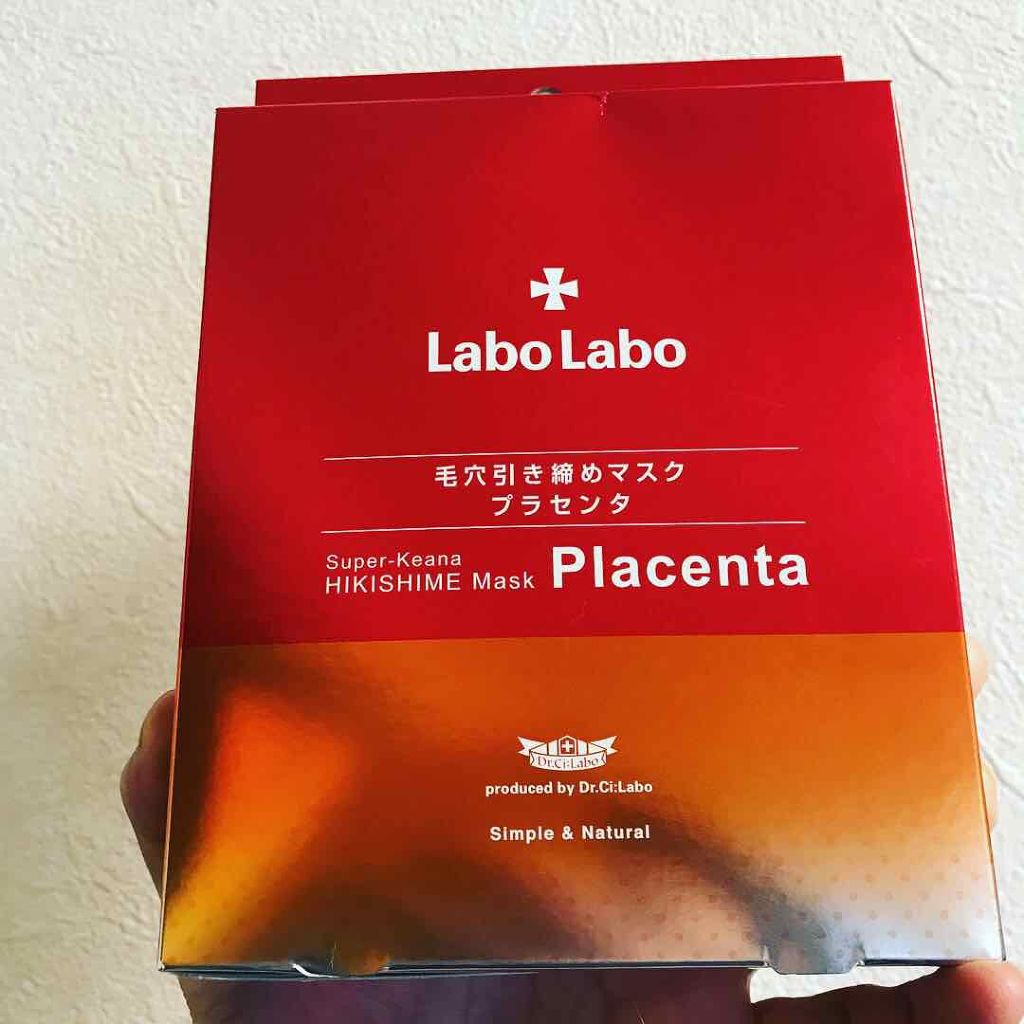 Labo Labo
毛穴引き締めマスク
プラセンタ
Super-Keana
HIKISHIME Mask Placenta
Dr.Ci:Labo
produced by Dr.Ci:Labo
Simple & Natural